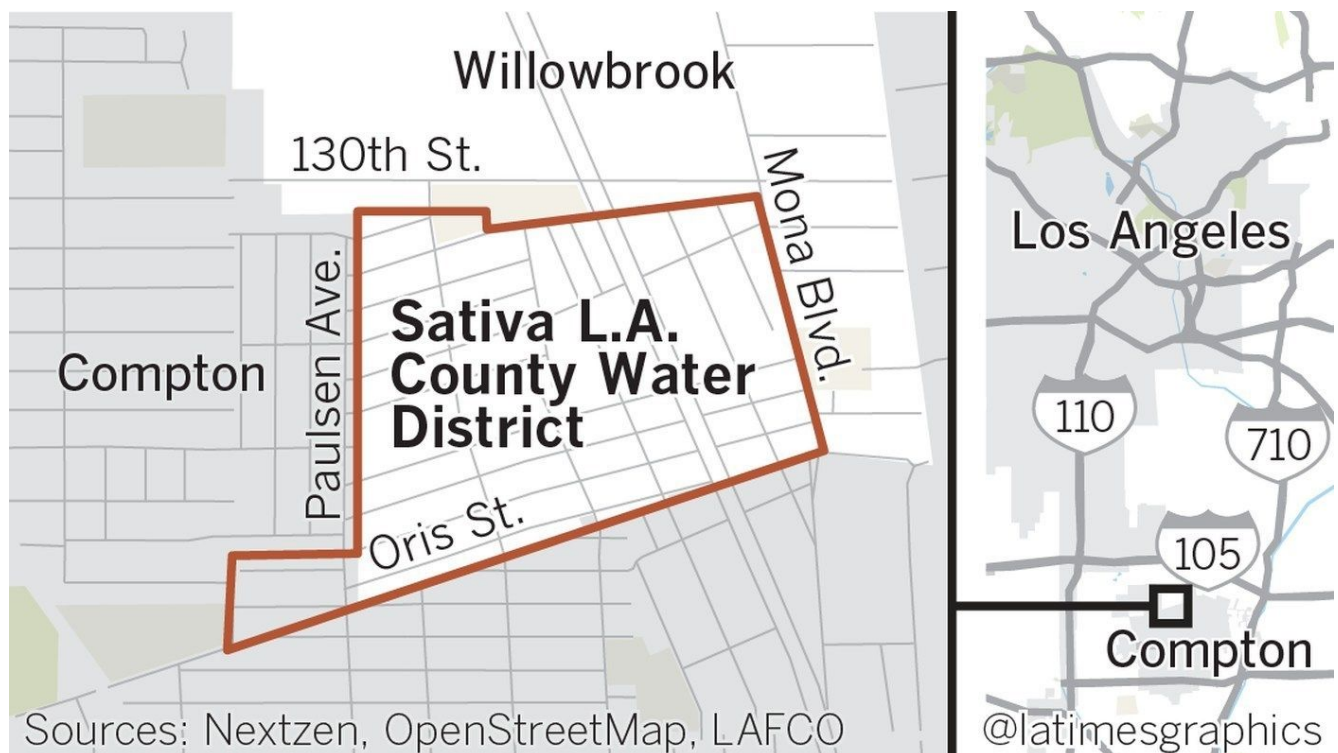 Willowbrook
130th St.
Mona Blvd.
Paulsen Ave.
Sativa L.A.
County Water
District
Compton
Oris St.
Sources: Nextzen, OpenStreetMap, LAFCO
Los Angeles
110
710
105
Compton
@latimesgraphics